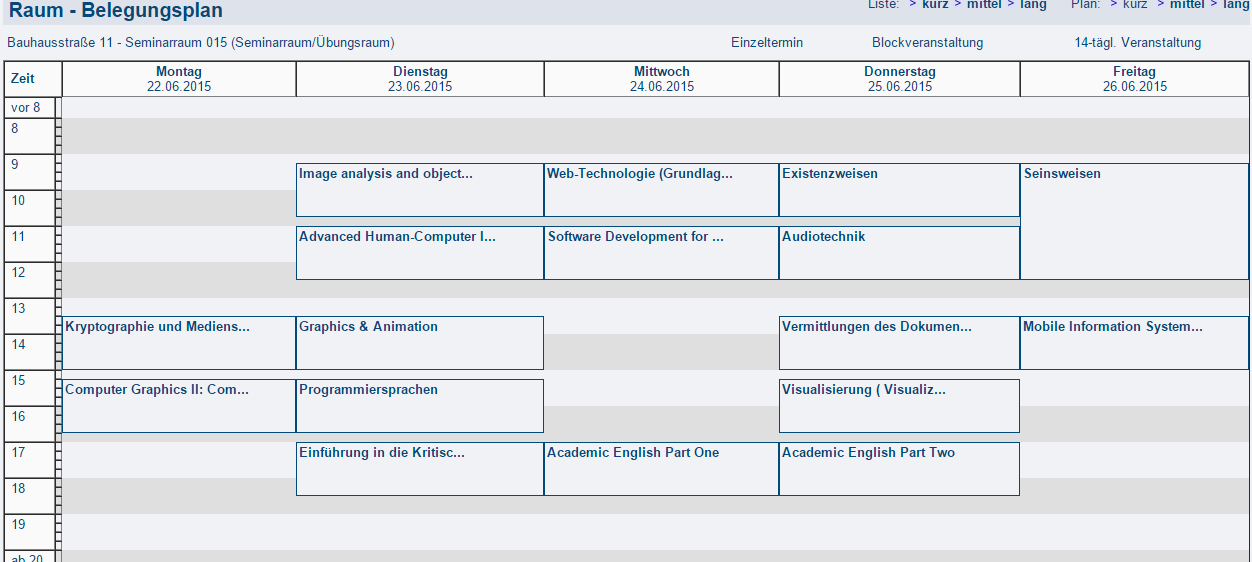 Raum - Belegungsplan
Liste: > kurz > mittel > lang Plan: > kurz > mittel > lang
Bauhausstraße 11 - Seminarraum 015 (Seminarraum/Übungsraum) Einzeltermin Blockveranstaltung 14-tägl. Veranstaltung
Zeit Montag Dienstag Mittwoch Donnerstag Freitag
22.06.2015 23.06.2015 24.06.2015 25.06.2015 26.06.2015
vor 8
8
9 Image analysis and object... Web-Technologie (Grundlag... Existenzweisen Seinsweisen
10
11 Advanced Human-Computer I... Software Development for ... Audiotechnik
12
13
Kryptographie und Mediens... Graphics & Animation Vermittlungen des Dokumen... Mobile Information System...
14
15 Computer Graphics II: Com... Programmiersprachen Visualisierung ( Visualiz...
16
17 Einführung in die Kritisc... Academic English Part One Academic English Part Two
18
19
ab 20